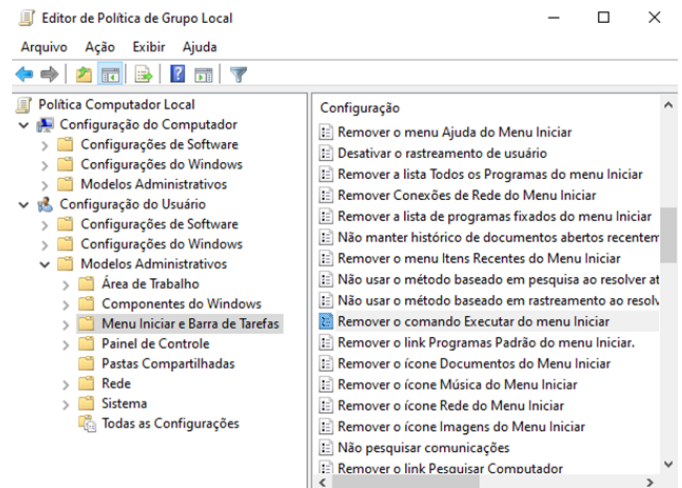 Editor de Política de Grupo Local
Arquivo Ação Exibir Ajuda
Política Computador Local
Configuração do Computador
Configurações de Software
Configurações do Windows
Modelos Administrativos
Configuração do Usuário
Configurações de Software
Configurações do Windows
Modelos Administrativos
Área de Trabalho
Componentes do Windows
Menu Iniciar e Barra de Tarefas
Painel de Controle
Pastas Compartilhadas
Rede
Sistema
Todas as Configurações
Configuração
Remover o menu Ajuda do Menu Iniciar
Desativar o rastreamento de usuário
Remover a lista Todos os Programas do menu Iniciar
Remover Conexões de Rede do Menu Iniciar
Remover a lista de programas fixados do menu Iniciar
Não manter histórico de documentos abertos recentem
Remover o menu Itens Recentes do Menu Iniciar
Não usar o método baseado em pesquisa ao resolver at
Não usar o método baseado em rastreamento ao resolv
Remover o comando Executar do menu Iniciar
Remover o link Programas Padrão do menu Iniciar.
Remover o ícone Documentos do Menu Iniciar
Remover o ícone Música do Menu Iniciar
Remover o ícone Rede do Menu Iniciar
Remover o ícone Imagens do Menu Iniciar
Não pesquisar comunicações
Remover o link Pesquisar Computador